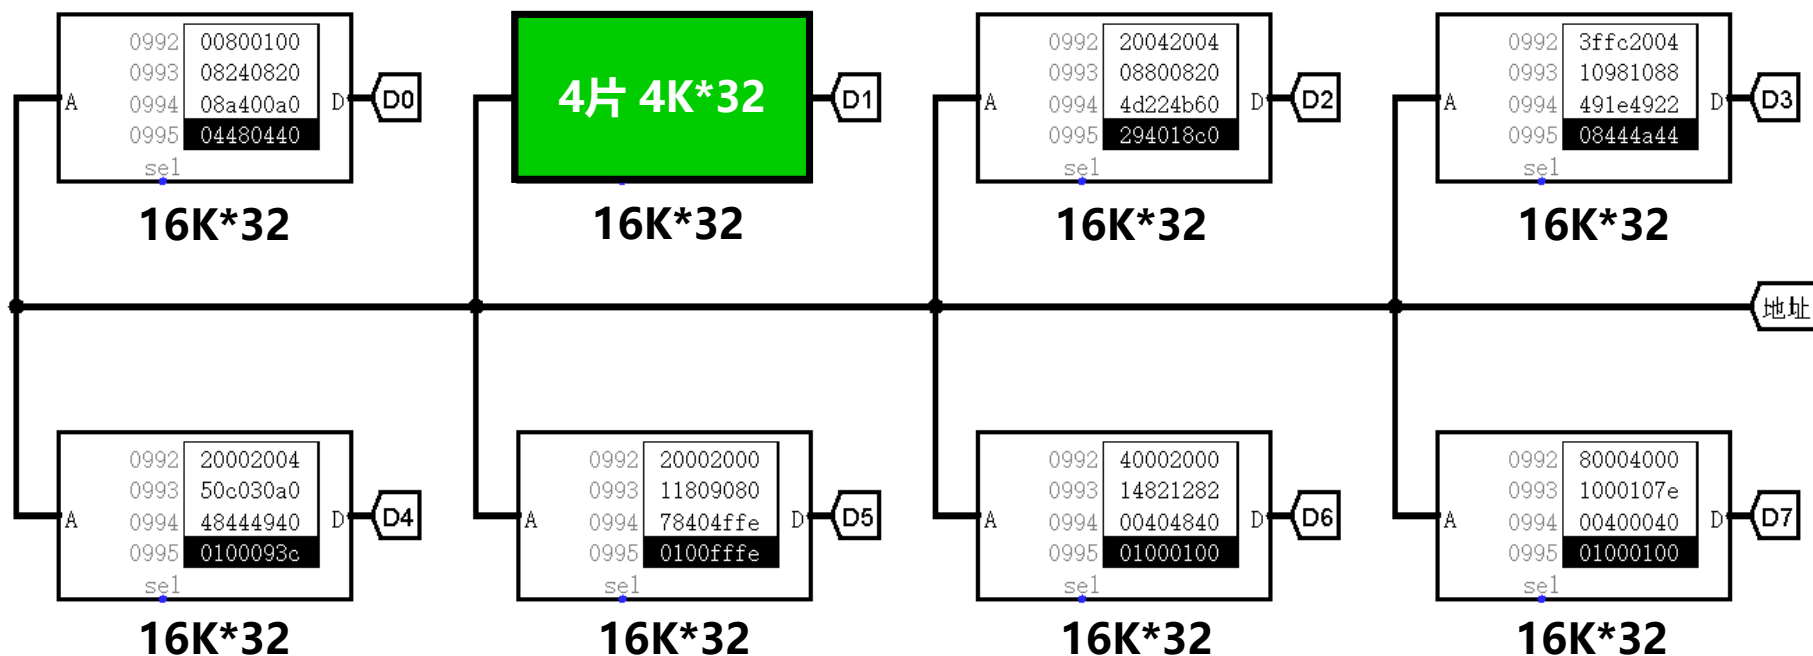 0992 00800100
0993 08240820
A 0994 08a400a0 D D0
0995 04480440
sel
16K*32
4片 4K*32 D1
16K*32
0992 20042004
0993 08800820
A 0994 4d224b60 D D2
0995 294018c0
sel
16K*32
0992 3ffc2004
0993 10981088
A 0994 491e4922 D D3
0995 08444a44
sel
16K*32
地址
0992 20002004
0993 50c030a0
A 0994 48444940 D D4
0995 0100093c
sel
16K*32
0992 20002000
0993 11809080
A 0994 78404ffe D D5
0995 0100fffe
sel
16K*32
0992 40002000
0993 14821282
A 0994 00404840 D D6
0995 01000100
sel
16K*32
0992 80004000
0993 1000107e
A 0994 00400040 D D7
0995 01000100
sel
16K*32